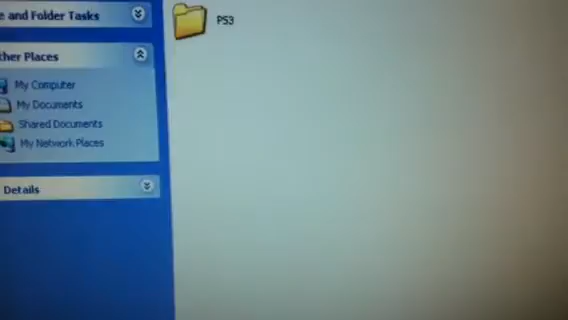 e and Folder Tasks
PS3
ther Places
My Computer
My Documents
Shared Documents
My Network Places
Details